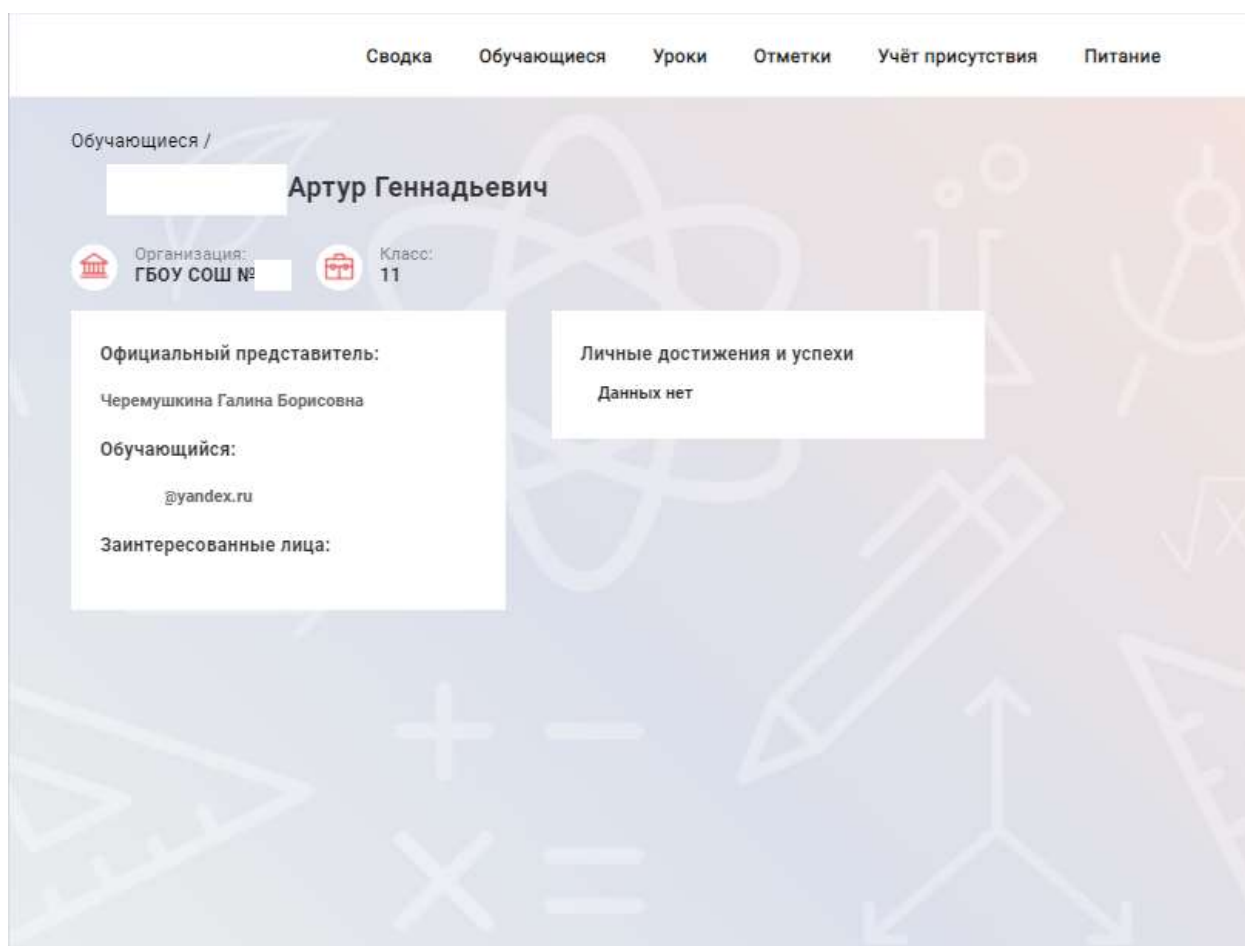 Сводка Обучающиеся Уроки Отметки Учёт присутствия Питание
Обучающиеся /
Артур Геннадьевич
Организация:
ГБОУ СОШ №
Класс:
11
Официальный представитель:
Черемушкина Галина Борисовна
Обучающийся:
@yandex.ru
Заинтересованные лица:
Личные достижения и успехи
Данных нет